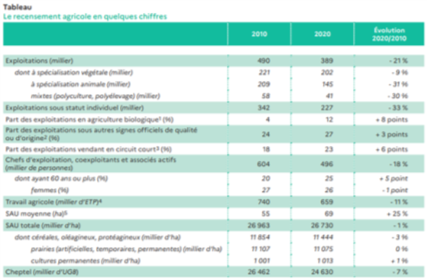 Tableau
Le recensement agricole en quelques chiffres
2010 2020 Évolution 2020/2010
Exploitations (millier) 490 389 - 21 %
dont à spécialisation végétale (millier) 221 202 - 9 %
à spécialisation animale (millier) 209 145 - 31 %
mixtes (polyculture, polyélevage) (millier) 58 41 - 30 %
Exploitations sous statut individuel (millier) 342 227 - 33 %
Part des exploitations en agriculture biologique¹ (%) 4 12 + 8 points
Part des exploitations sous autres signes officiels de qualité
ou d'origine² (%) 24 27 + 3 points
Part des exploitations vendant en circuit court³ (%) 18 23 + 6 points
Chefs d'exploitation, coexploitants et associés actifs
(millier de personnes) 604 496 - 18 %
dont ayant 60 ans ou plus (%) 20 25 + 5 point
femmes (%) 27 26 - 1 point
Travail agricole (millier d'ETP)⁴ 740 659 - 11 %
SAU moyenne (ha)⁵ 55 69 + 25 %
SAU totale (millier d'ha) 26 963 26 730 - 1 %
dont céréales, oléagineux, protéagineux (millier d'ha) 11 854 11 444 - 3 %
prairies (artificielles, temporaires, permanentes) (millier d'ha) 11 107 11 075 0 %
cultures permanentes (millier d'ha) 1 001 1 013 + 1 %
Cheptel (millier d'UGB) 26 462 24 630 - 7 %